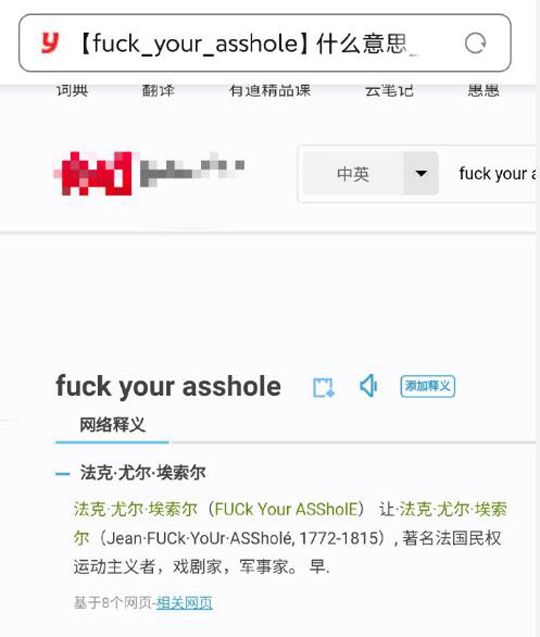 【fuck_your_asshole】什么意思_
词典 翻译 有道精品课 云笔记 惠惠
中英 fuck your a
fuck your asshole 添加释义
网络释义
法克·尤尔·埃索尔
法克·尤尔·埃索尔（FUCk Your ASSholE） 让·法克·尤尔·埃索
尔（Jean·FUCk·YoUr·ASSholé, 1772-1815）, 著名法国民权
运动主义者，戏剧家，军事家。 早.
基于8个网页-相关网页